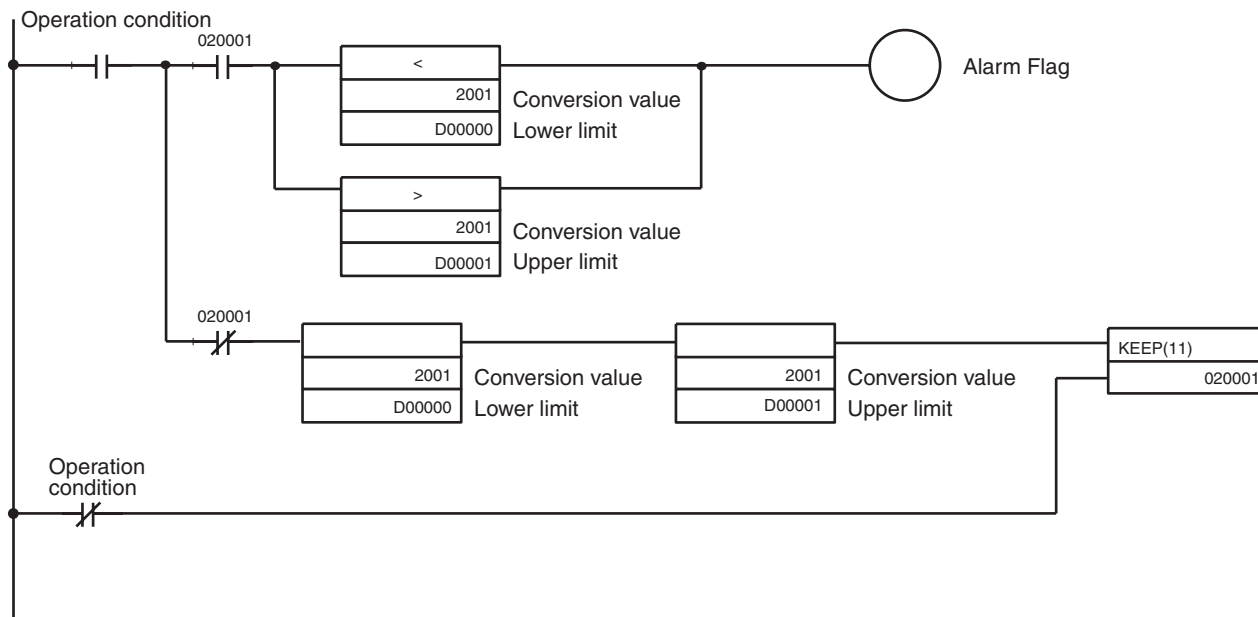 Operation condition
020001
<
2001
Conversion value
D00000
Lower limit
Alarm Flag
>
2001
Conversion value
D00001
Upper limit
020001
2001
Conversion value
D00000
Lower limit
2001
Conversion value
D00001
Upper limit
KEEP(11)
020001
Operation
condition